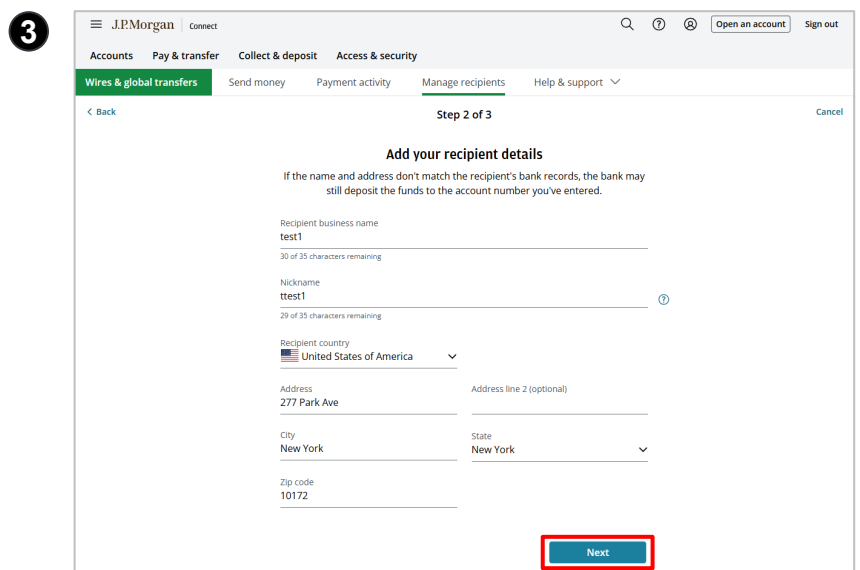 3
J.P.Morgan Connect Open an account Sign out
Accounts Pay & transfer Collect & deposit Access & security
Wires & global transfers Send money Payment activity Manage recipients Help & support
< Back Step 2 of 3 Cancel
Add your recipient details
If the name and address don't match the recipient's bank records, the bank may
still deposit the funds to the account number you've entered.
Recipient business name
test1
30 of 35 characters remaining
Nickname
ttest1
29 of 35 characters remaining
Recipient country
United States of America
Address Address line 2 (optional)
277 Park Ave
City State
New York New York
Zip code
10172
Next